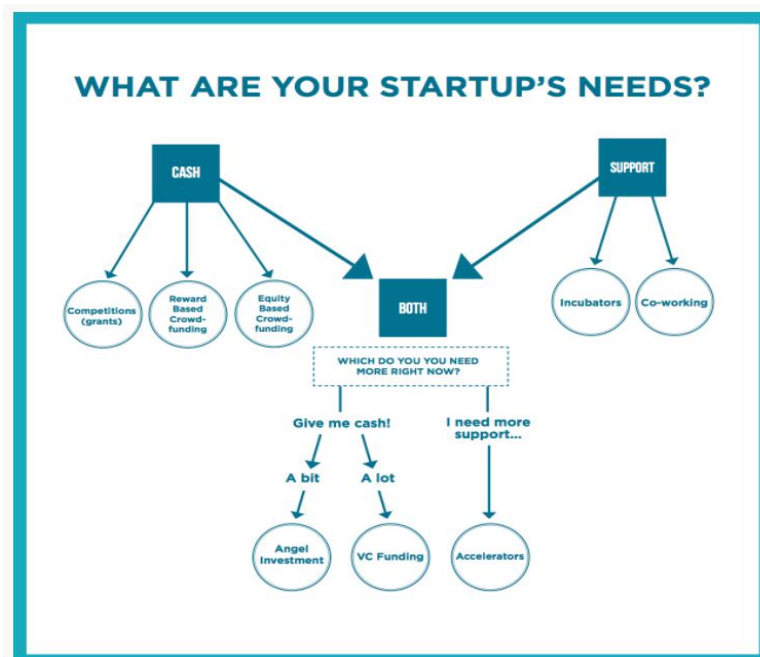 WHAT ARE YOUR STARTUP'S NEEDS?
CASH
SUPPORT
Competitions
(grants)
Reward
Based
Crowd-
funding
Equity
Based
Crowd-
funding
BOTH
Incubators
Co-working
WHICH DO YOU YOU NEED
MORE RIGHT NOW?
Give me cash!
I need more
support...
A bit
A lot
Angel
Investment
VC Funding
Accelerators